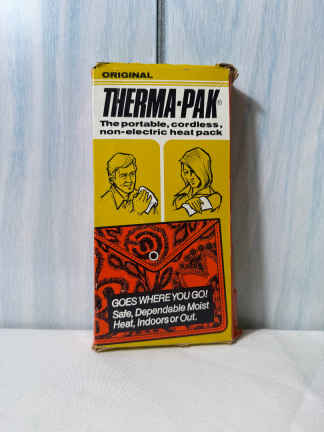 ORIGINAL
THERMA-PAK®
The portable, cordless,
non-electric heat pack
GOES WHERE YOU GO!
Safe, Dependable Moist
Heat, Indoors or Out.